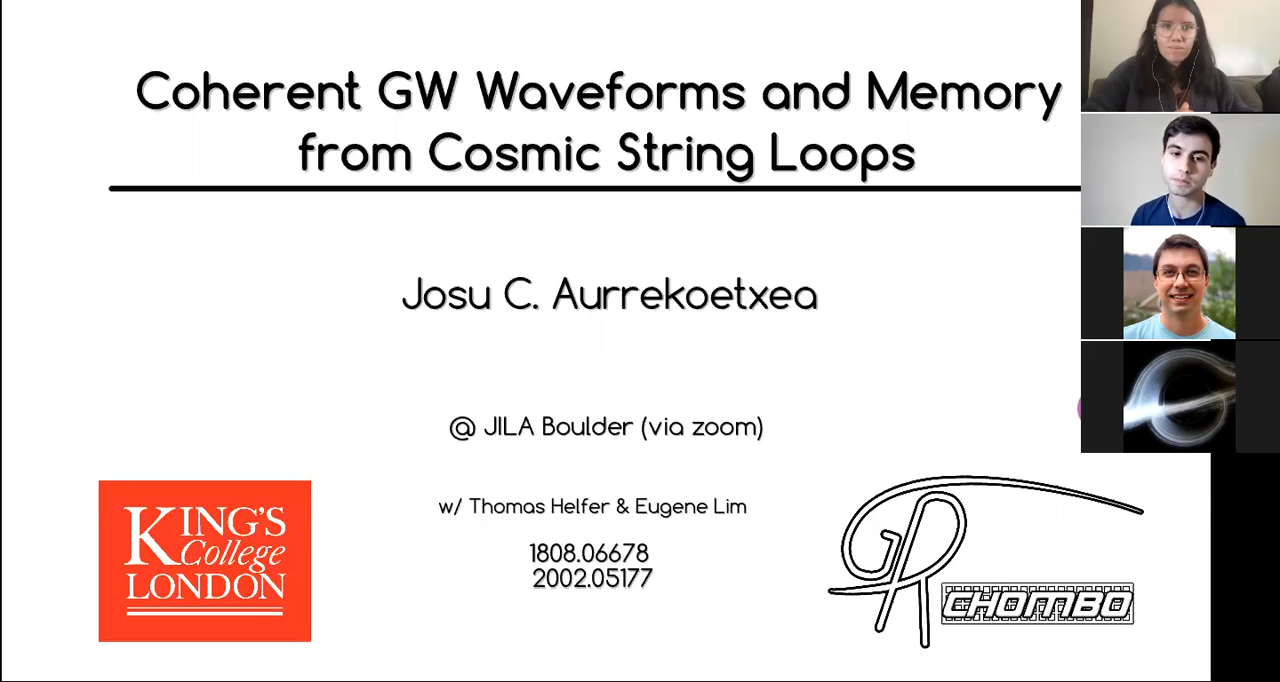 Coherent GW Waveforms and Memory
from Cosmic String Loops
Josu C. Aurrekoetxea
@ JILA Boulder (via zoom)
w/ Thomas Helfer & Eugene Lim
1808.06678
2002.05177
KING'S
College
LONDON
GR
CHOMBO